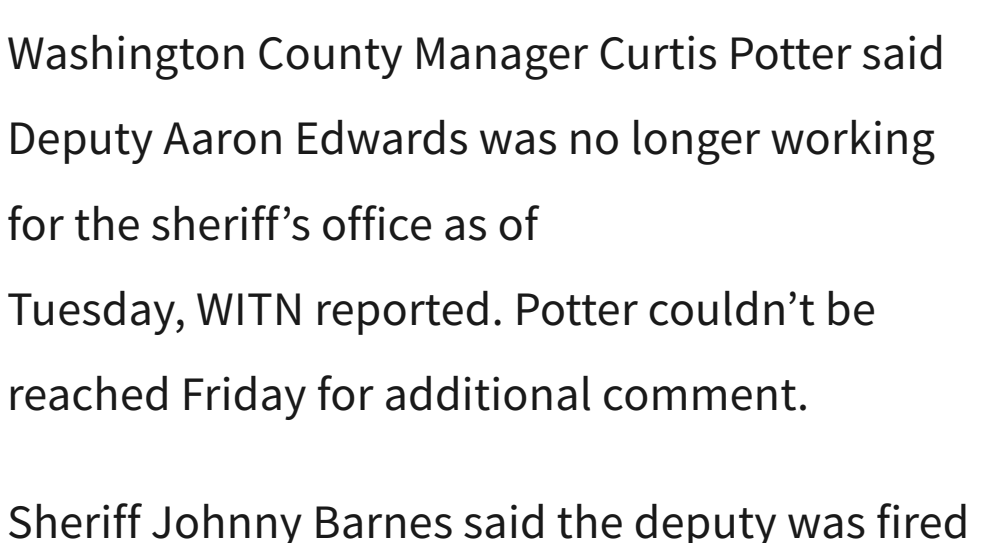 Washington County Manager Curtis Potter said
Deputy Aaron Edwards was no longer working
for the sheriff’s office as of
Tuesday, WITN reported. Potter couldn’t be
reached Friday for additional comment.
Sheriff Johnny Barnes said the deputy was fired